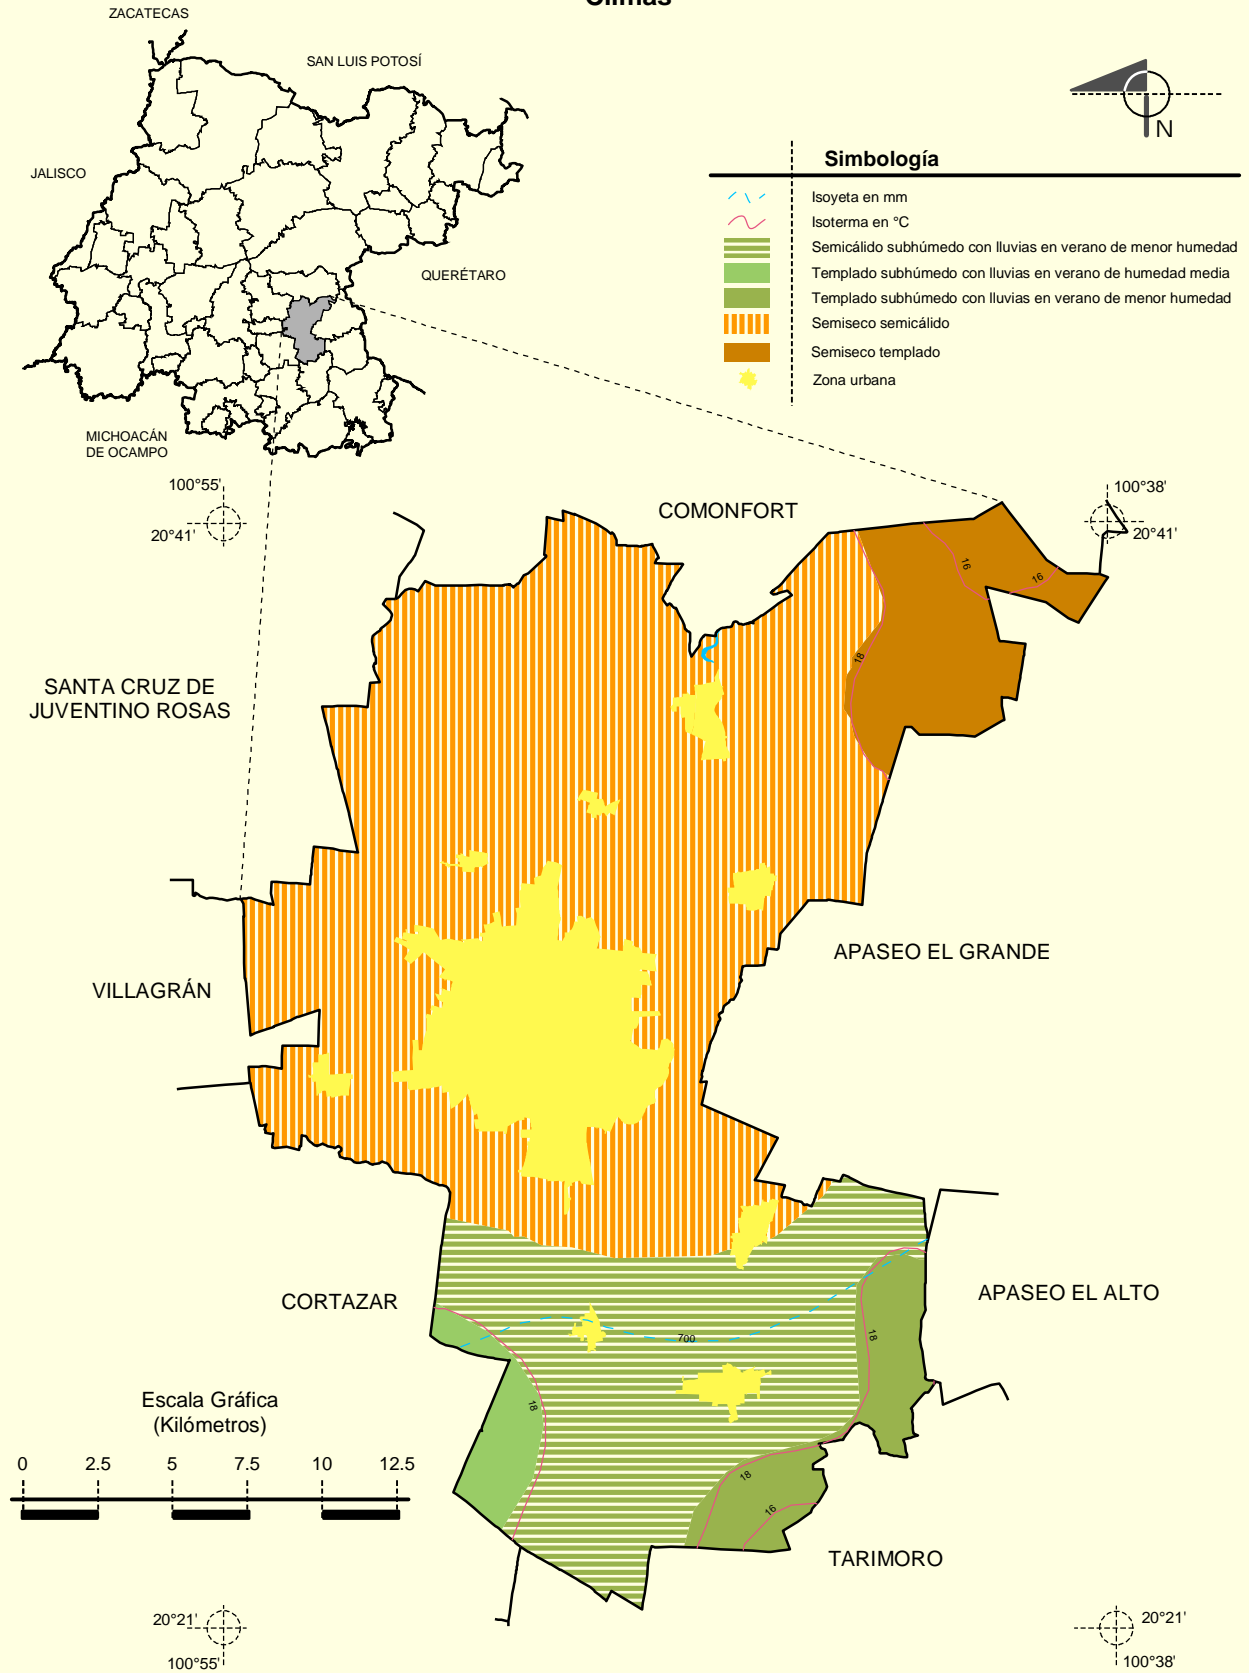 Climas
ZACATECAS
SAN LUIS POTOSÍ
JALISCO
QUERÉTARO
MICHOACÁN
DE OCAMPO
N
Simbología
Isoyeta en mm
Isoterma en °C
Semicálido subhúmedo con lluvias en verano de menor humedad
Templado subhúmedo con lluvias en verano de humedad media
Templado subhúmedo con lluvias en verano de menor humedad
Semiseco semicálido
Semiseco templado
Zona urbana
100°55'
20°41'
100°38'
20°41'
COMONFORT
16
16
18
SANTA CRUZ DE
JUVENTINO ROSAS
APASEO EL GRANDE
VILLAGRÁN
CORTAZAR
APASEO EL ALTO
700
18
18
18
16
Escala Gráfica
(Kilómetros)
0 2.5 5 7.5 10 12.5
TARIMORO
20°21'
100°55'
20°21'
100°38'